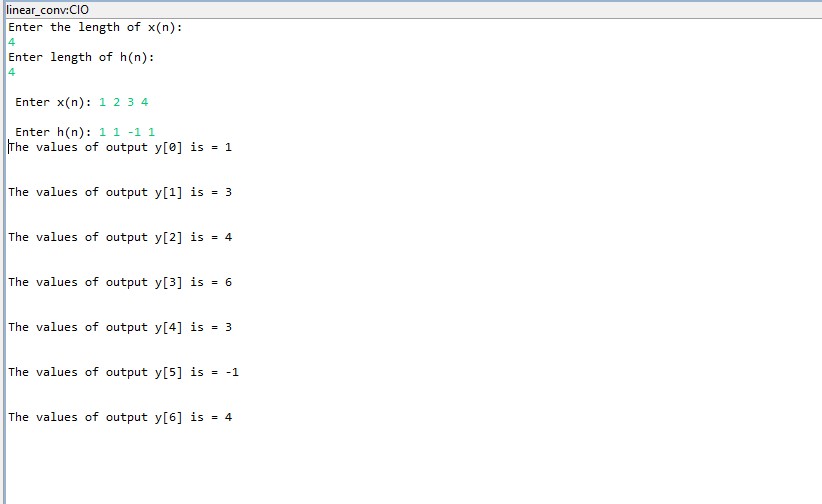 linear_conv:CIO
Enter the length of x(n):
4
Enter length of h(n):
4
Enter x(n): 1 2 3 4
Enter h(n): 1 1 -1 1
The values of output y[0] is = 1
The values of output y[1] is = 3
The values of output y[2] is = 4
The values of output y[3] is = 6
The values of output y[4] is = 3
The values of output y[5] is = -1
The values of output y[6] is = 4